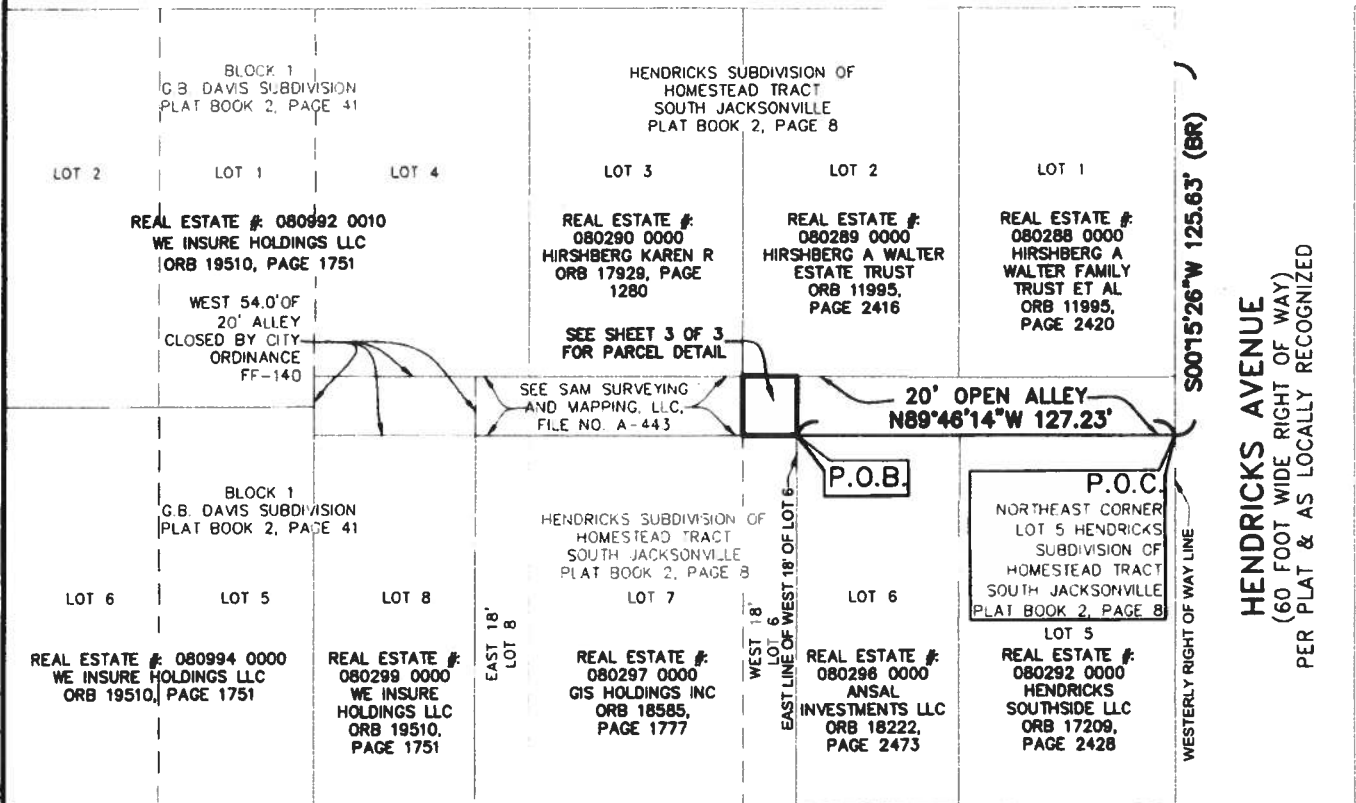 BLOCK 1
G.B. DAVIS SUBDIVISION
PLAT BOOK 2, PAGE 41
HENDRICKS SUBDIVISION OF
HOMESTEAD TRACT
SOUTH JACKSONVILLE
PLAT BOOK 2, PAGE 8
LOT 2
LOT 1
LOT 4
LOT 3
LOT 2
LOT 1
REAL ESTATE #: 080992 0010
WE INSURE HOLDINGS LLC
ORB 19510, PAGE 1751
REAL ESTATE #:
080290 0000
HIRSHBERG KAREN R
ORB 17929, PAGE
1280
REAL ESTATE #:
080289 0000
HIRSHBERG A WALTER
ESTATE TRUST
ORB 11995,
PAGE 2416
REAL ESTATE #:
080288 0000
HIRSHBERG A
WALTER FAMILY
TRUST ET AL
ORB 11995,
PAGE 2420
S00°15'26"W 125.63' (BR)
WEST 54.0' OF
20' ALLEY
CLOSED BY CITY
ORDINANCE
FF-140
SEE SHEET 3 OF 3
FOR PARCEL DETAIL
SEE SAM SURVEYING
AND MAPPING, LLC,
FILE NO. A-443
20' OPEN ALLEY
N89°46'14"W 127.23'
P.O.B.
P.O.C.
NORTHEAST CORNER
LOT 5 HENDRICKS
SUBDIVISION OF
HOMESTEAD TRACT
SOUTH JACKSONVILLE
PLAT BOOK 2, PAGE 8
HENDRICKS AVENUE
(60 FOOT WIDE RIGHT OF WAY)
PER PLAT & AS LOCALLY RECOGNIZED
BLOCK 1
G.B. DAVIS SUBDIVISION
PLAT BOOK 2, PAGE 41
HENDRICKS SUBDIVISION OF
HOMESTEAD TRACT
SOUTH JACKSONVILLE
PLAT BOOK 2, PAGE 8
LOT 6
LOT 5
LOT 8
EAST 18'
LOT 8
LOT 7
WEST 18'
LOT 6
EAST LINE OF WEST 18' OF LOT 6
LOT 6
LOT 5
WESTERLY RIGHT OF WAY LINE
REAL ESTATE #: 080994 0000
WE INSURE HOLDINGS LLC
ORB 19510, PAGE 1751
REAL ESTATE #:
080299 0000
WE INSURE
HOLDINGS LLC
ORB 19510,
PAGE 1751
REAL ESTATE #:
080297 0000
GIS HOLDINGS INC
ORB 18585,
PAGE 1777
REAL ESTATE #:
080296 0000
ANSAL
INVESTMENTS LLC
ORB 18222,
PAGE 2473
REAL ESTATE #:
080292 0000
HENDRICKS
SOUTHSIDE LLC
ORB 17209,
PAGE 2428